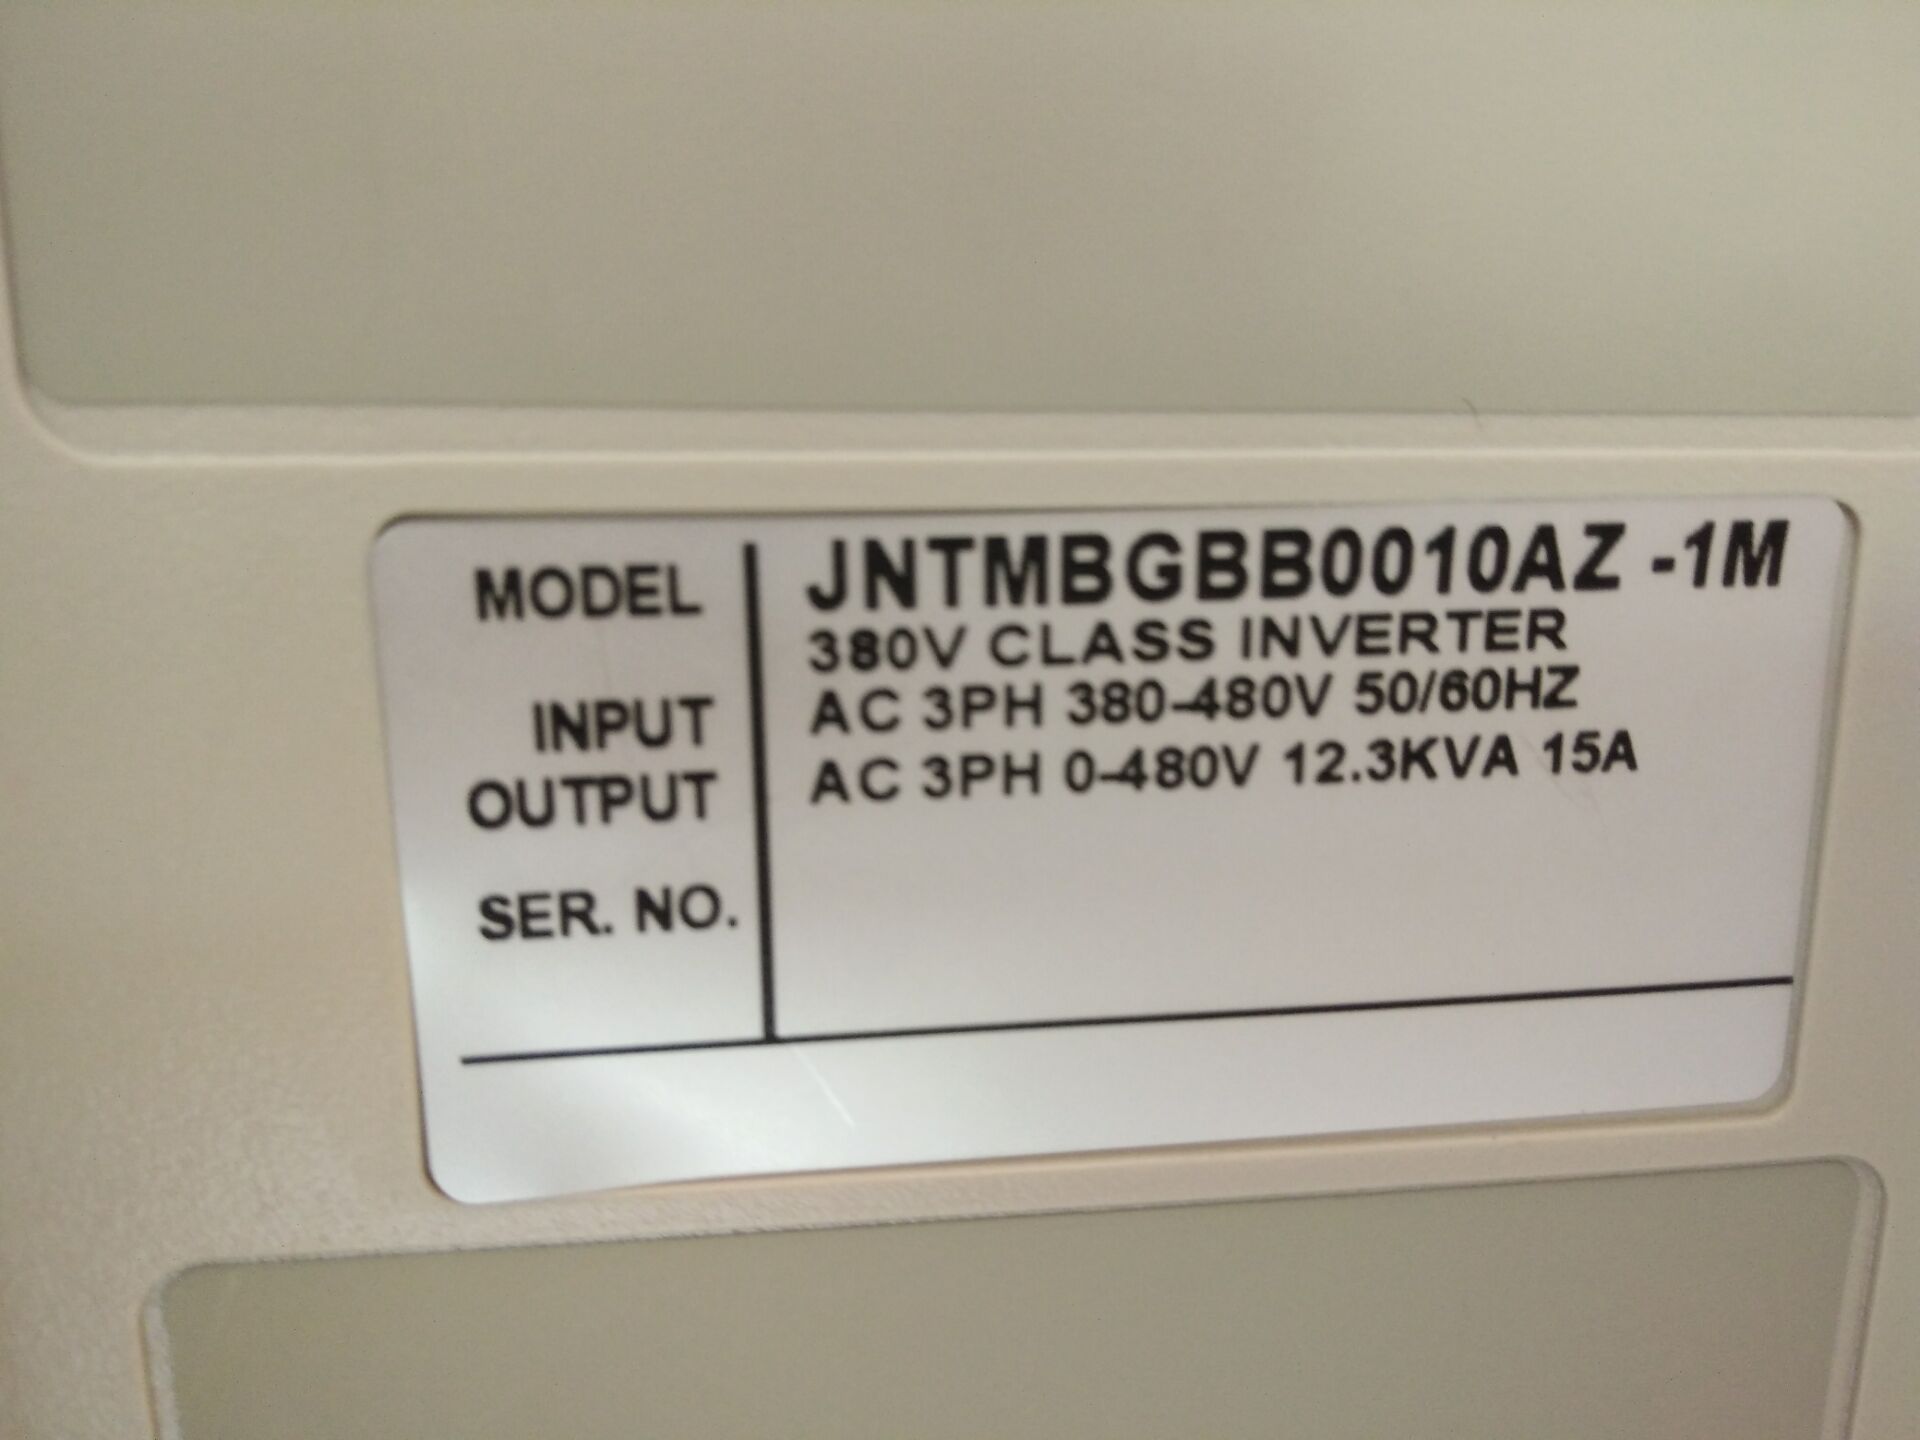 MODEL JNTMBGBB0010AZ -1M
380V CLASS INVERTER
INPUT AC 3PH 380-480V 50/60HZ
OUTPUT AC 3PH 0-480V 12.3KVA 15A
SER. NO.